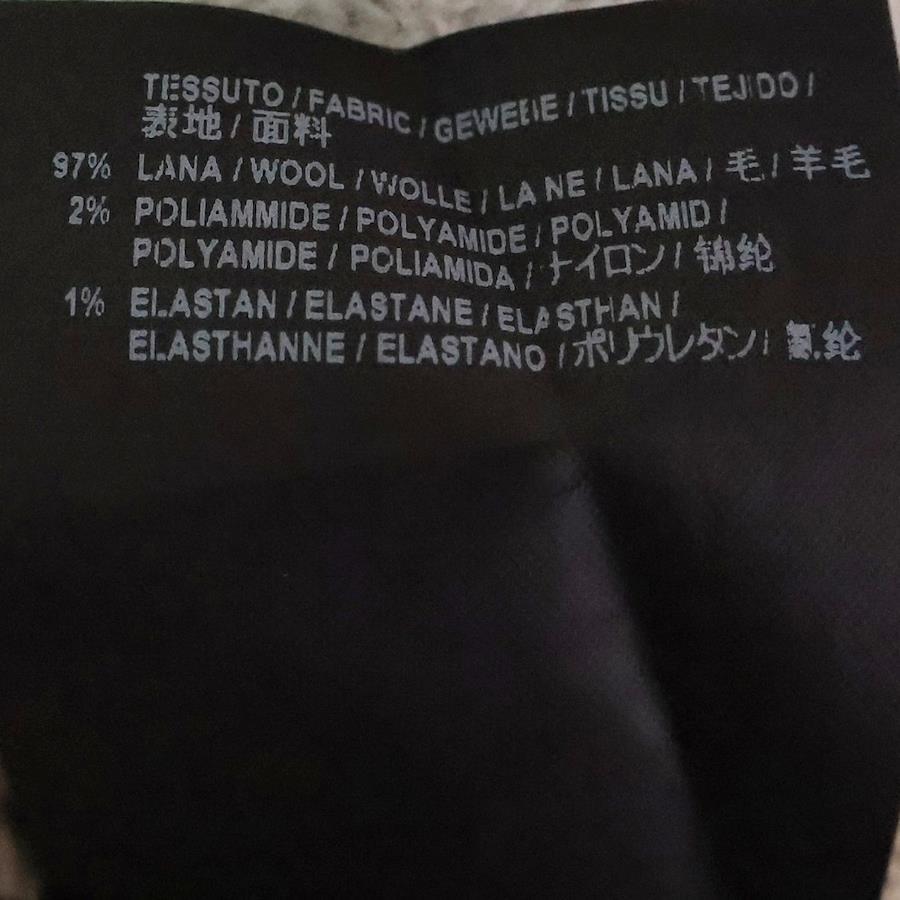 TESSUTO / FABRIC / GEWEBE / TISSU / TEJIDO /
表地 / 面料
97% LANA / WOOL / WOLLE / LAINE / LANA / 毛 / 羊毛
2% POLIAMMIDE / POLYAMIDE / POLYAMID /
POLYAMIDE / POLIAMIDA / ナイロン / 锦纶
1% ELASTAN / ELASTANE / ELASTHAN /
ELASTHANNE / ELASTANO / ポリウレタン / 氨纶